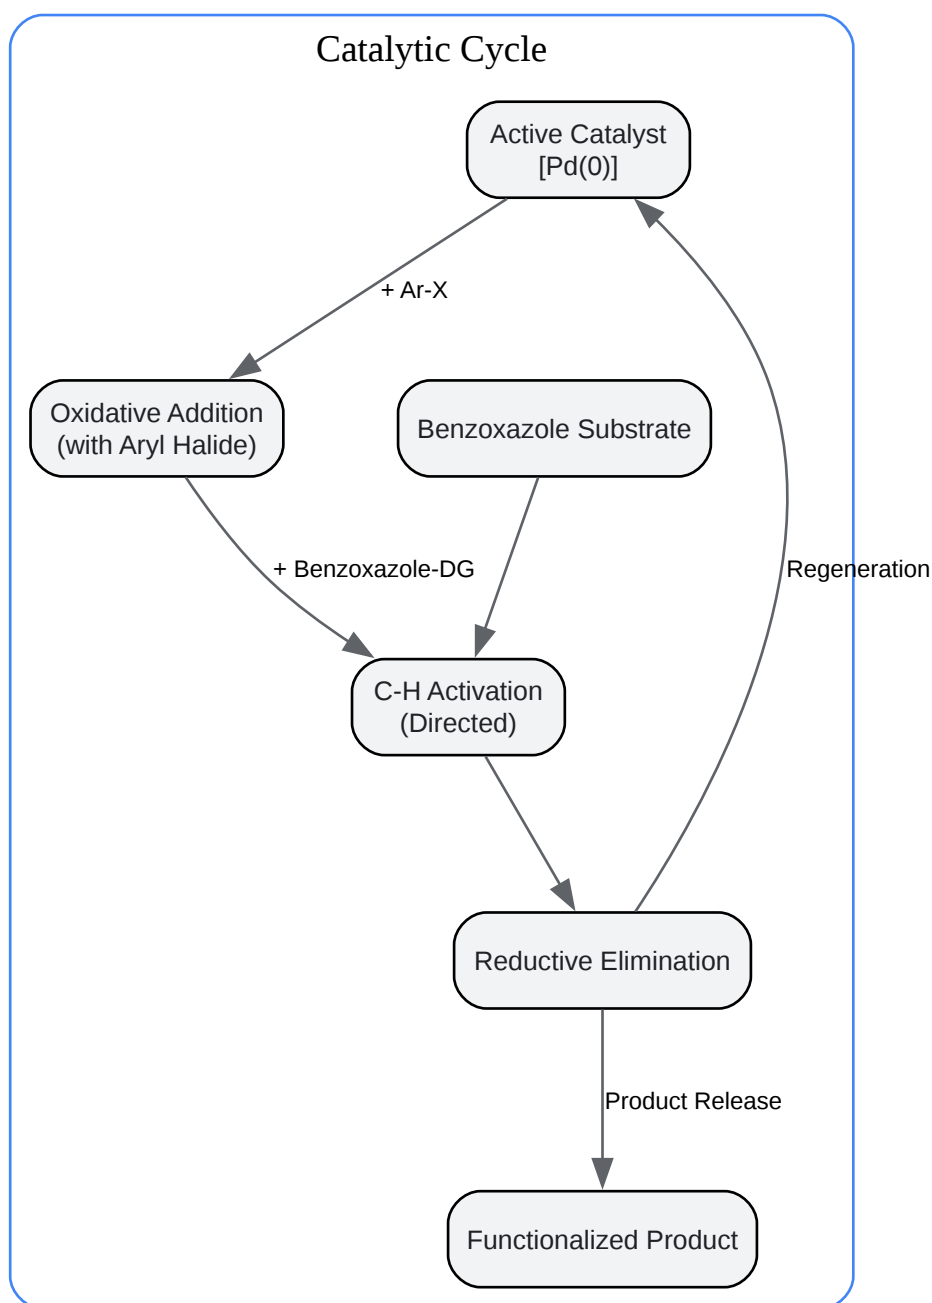 Catalytic Cycle
Active Catalyst
[Pd(0)]
+ Ar-X
Oxidative Addition
(with Aryl Halide)
Benzoxazole Substrate
+ Benzoxazole-DG
Regeneration
C-H Activation
(Directed)
Reductive Elimination
Product Release
Functionalized Product